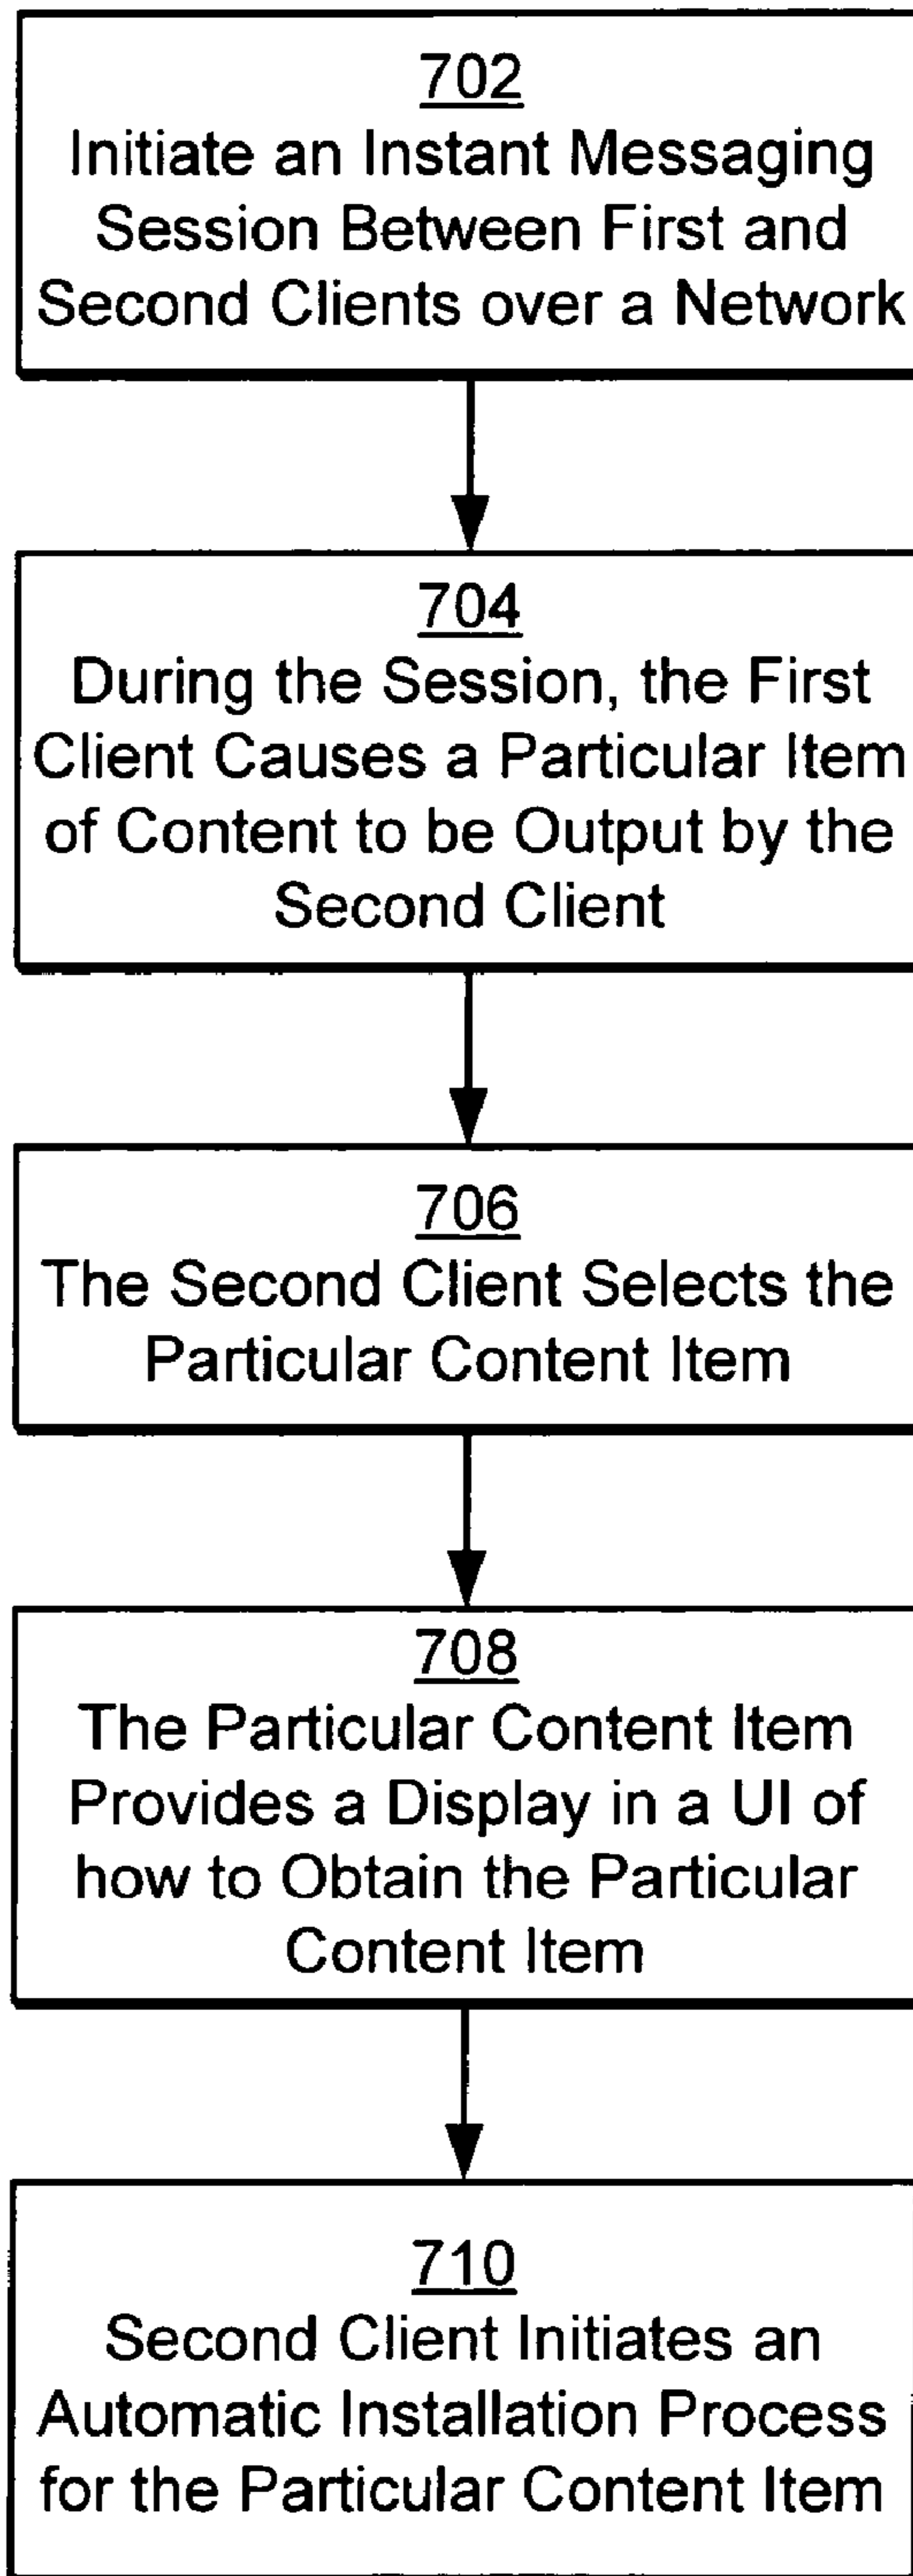 702
Initiate an Instant Messaging
Session Between First and
Second Clients over a Network
704
During the Session, the First
Client Causes a Particular Item
of Content to be Output by the
Second Client
706
The Second Client Selects the
Particular Content Item
708
The Particular Content Item
Provides a Display in a UI of
how to Obtain the Particular
Content Item
710
Second Client Initiates an
Automatic Installation Process
for the Particular Content Item